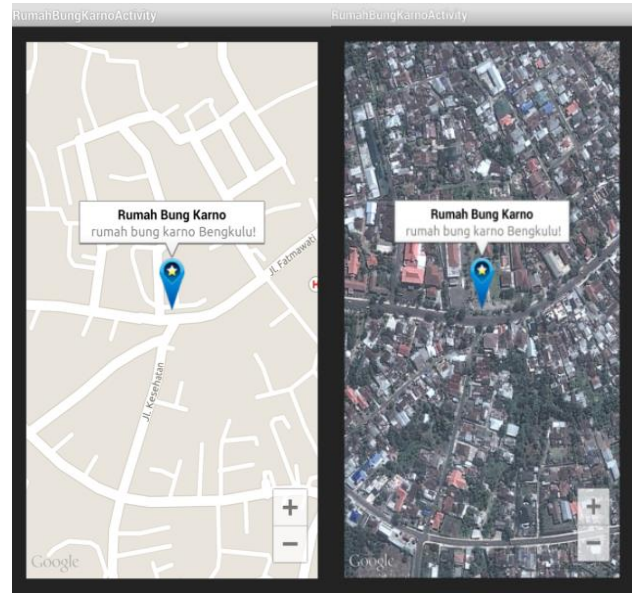 RumahBungKarnoActivity
Rumah Bung Karno
rumah bung karno Bengkulu!
Jl. Fatmawati
H
Jl. Kesehatan
+
−
Google
RumahBungKarnoActivity
Rumah Bung Karno
rumah bung karno Bengkulu!
+
−
Google